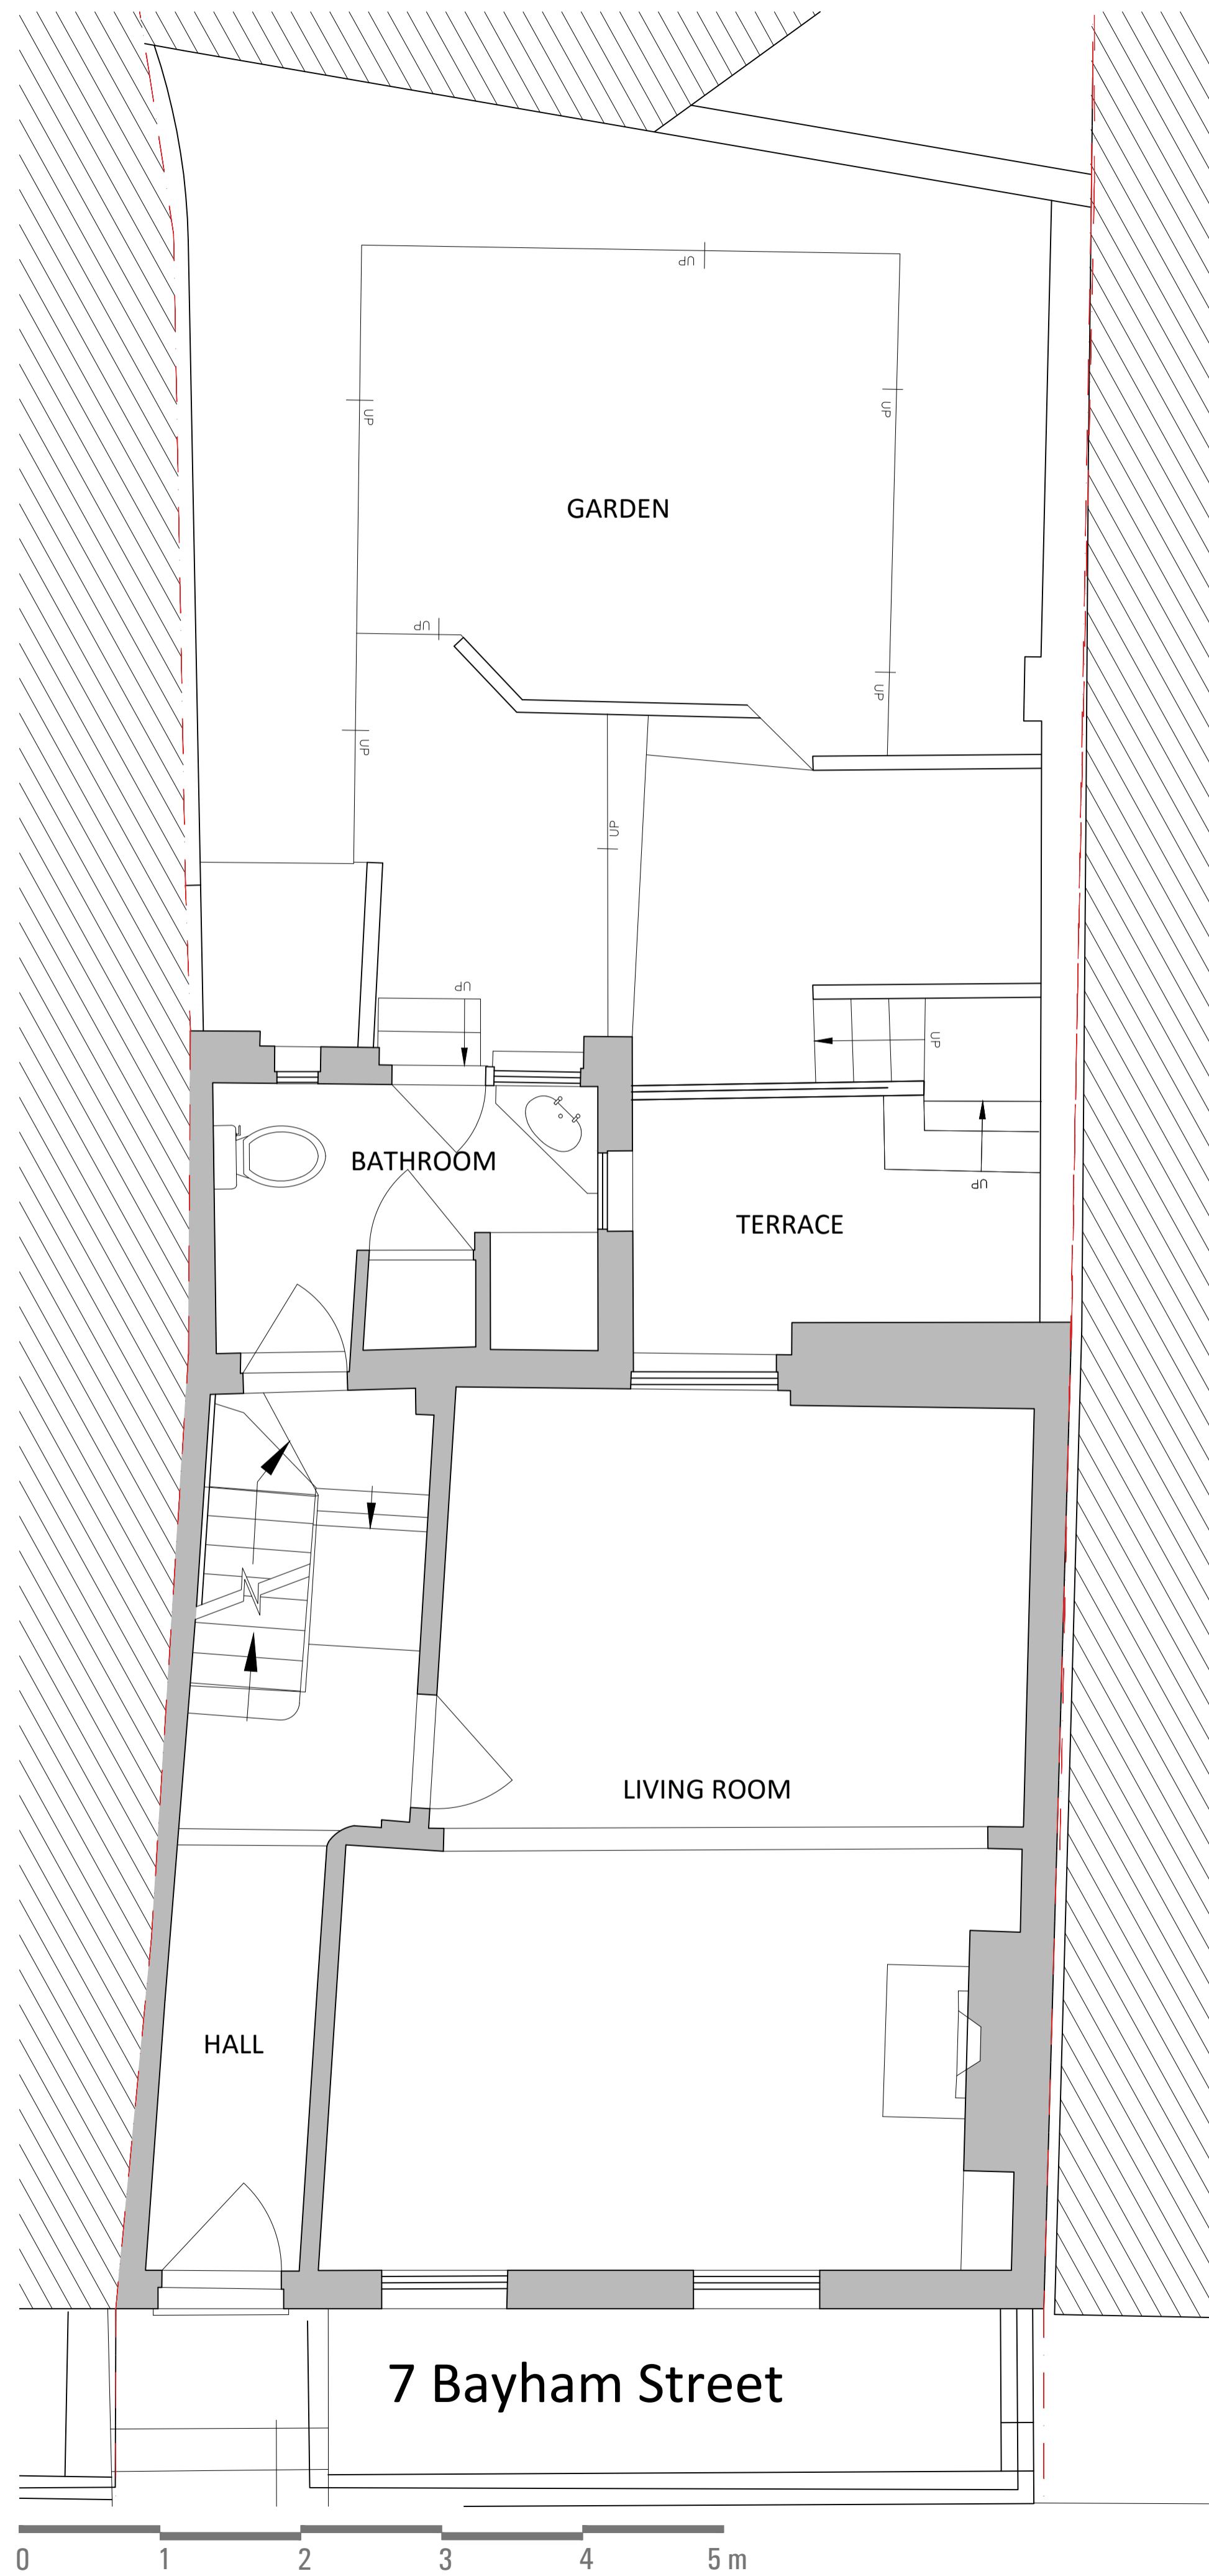 UP
UP
UP
GARDEN
UP
UP
UP
UP
UP
UP
BATHROOM
UP
TERRACE
LIVING ROOM
HALL
7 Bayham Street
0 1 2 3 4 5 m